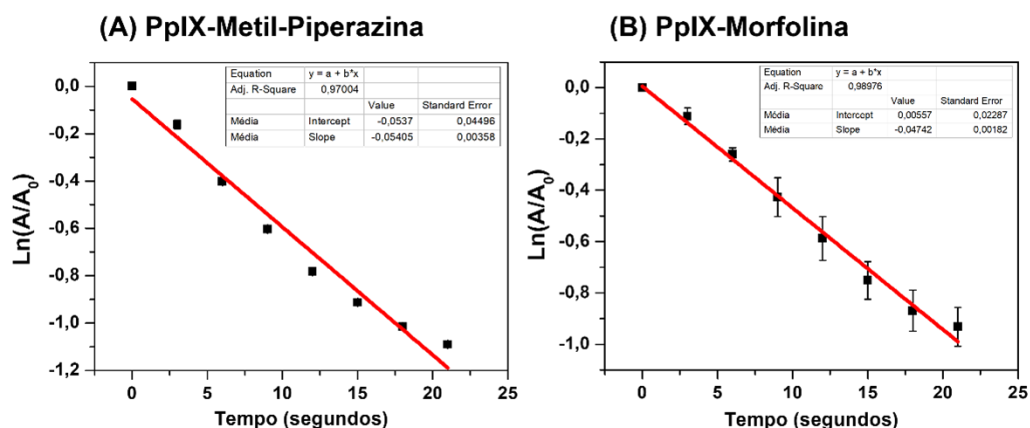 (A) PpIX-Metil-Piperazina
Ln(A/A0)
0,0
-0,2
-0,4
-0,6
-0,8
-1,0
-1,2
Equation y = a + b*x
Adj. R-Square 0,97004
Value Standard Error
Média Intercept -0,0537 0,04496
Média Slope -0,05405 0,00358
0 5 10 15 20 25
Tempo (segundos)
(B) PpIX-Morfolina
Ln(A/A0)
0,0
-0,2
-0,4
-0,6
-0,8
-1,0
Equation y = a + b*x
Adj. R-Square 0,98976
Value Standard Error
Média Intercept 0,00557 0,02287
Média Slope -0,04742 0,00182
0 5 10 15 20 25
Tempo (segundos)